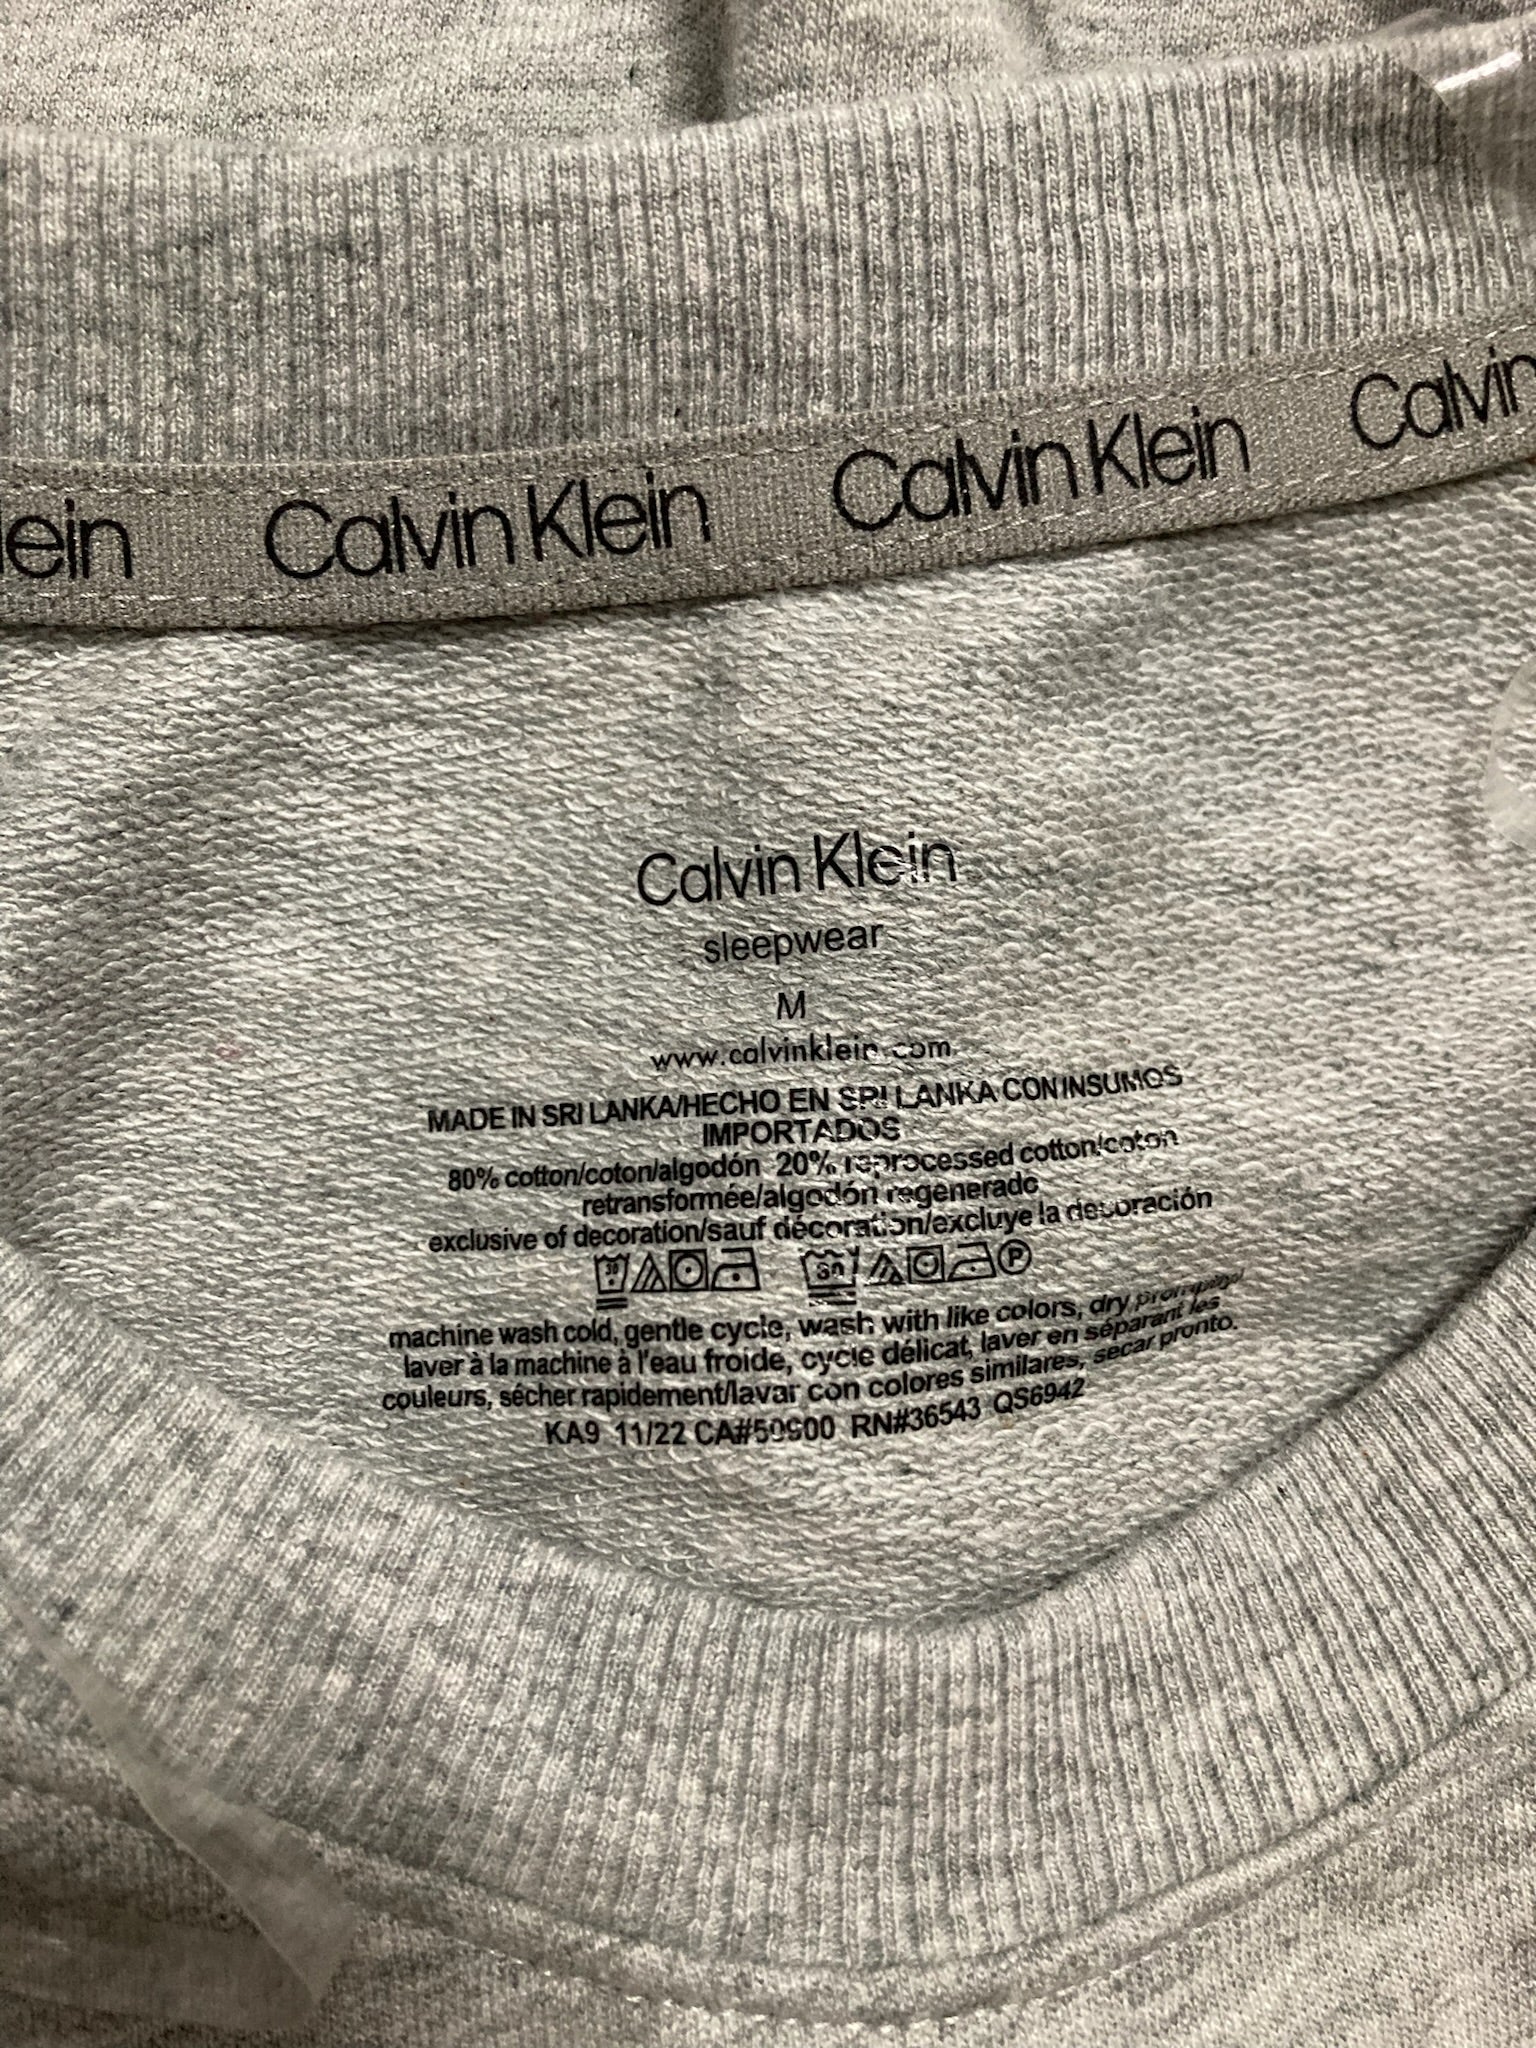 lein Calvin Klein Calvin Klein Calvin
Calvin Klein
sleepwear
M
www.calvinklein.com
MADE IN SRI LANKA/HECHO EN SRI LANKA CON INSUMOS
IMPORTADOS
80% cotton/coton/algodón 20% reprocessed cotton/coton
retransformée/algodón regenerado
exclusive of decoration/sauf décoration/excluye la decoración
30 P
machine wash cold, gentle cycle, wash with like colors, dry promptly/
laver à la machine à l'eau froide, cycle délicat, laver en séparant les
couleurs, sécher rapidement/lavar con colores similares, secar pronto.
KA9 11/22 CA#50900 RN#36543 QS6942